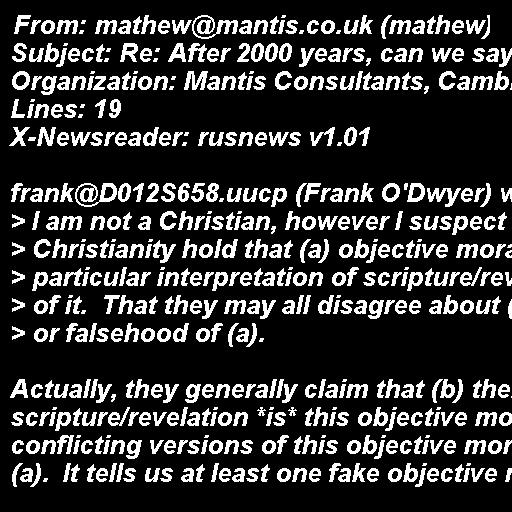 From: mathew@mantis.co.uk (mathew)
Subject: Re: After 2000 years, can we say
Organization: Mantis Consultants, Camb
Lines: 19
X-Newsreader: rusnews v1.01

frank@D012S658.uucp (Frank O'Dwyer) w
> I am not a Christian, however I suspect
> Christianity hold that (a) objective mora
> particular interpretation of scripture/rev
> of it.  That they may all disagree about (
> or falsehood of (a).

Actually, they generally claim that (b) the
scripture/revelation *is* this objective mo
conflicting versions of this objective mor
(a).  It tells us at least one fake objective